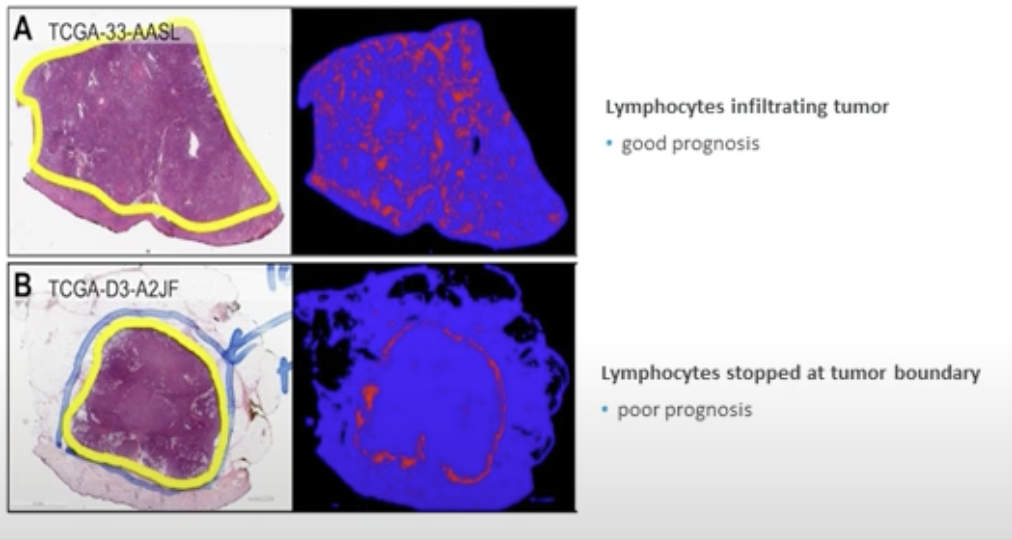 A TCGA-33-AASL
Lymphocytes infiltrating tumor
• good prognosis
B TCGA-D3-A2JF
Lymphocytes stopped at tumor boundary
• poor prognosis